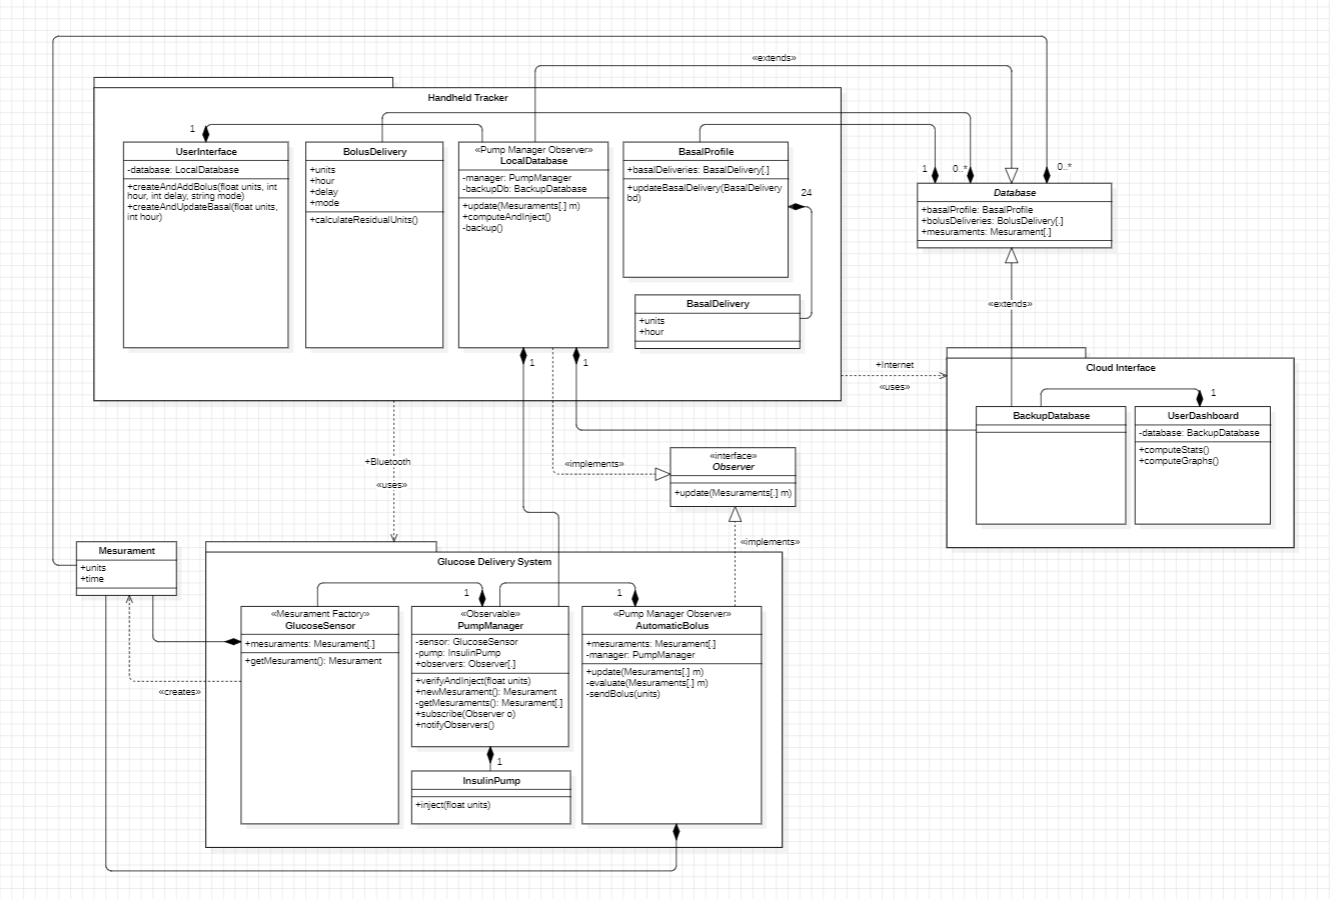 «extends»
Handheld Tracker
1
UserInterface
-database: LocalDatabase
+createAndAddBolus(float units, int
hour, int delay, string mode)
+createAndUpdateBasal(float units,
int hour)
BolusDelivery
+units
+hour
+delay
+mode
+calculateResidualUnits()
«Pump Manager Observer»
LocalDatabase
-manager: PumpManager
-backupDb: BackupDatabase
+update(Mesuraments[.] m)
+computeAndInject()
-backup()
BasalProfile
+basalDeliveries: BasalDelivery[.]
+updateBasalDelivery(BasalDelivery
bd)
24
BasalDelivery
+units
+hour
1
0..*
0..*
Database
+basalProfile: BasalProfile
+bolusDeliveries: BolusDelivery[.]
+mesuraments: Mesurament[.]
«extends»
1
1
+Internet
«uses»
Cloud Interface
1
BackupDatabase
UserDashboard
-database: BackupDatabase
+computeStats()
+computeGraphs()
+Bluetooth
«uses»
«implements»
«interface»
Observer
+update(Mesuraments[.] m)
«implements»
Mesurament
+units
+time
«creates»
Glucose Delivery System
1
1
«Mesurament Factory»
GlucoseSensor
+mesuraments: Mesurament[.]
+getMesurament(): Mesurament
«Observable»
PumpManager
-sensor: GlucoseSensor
-pump: InsulinPump
+observers: Observer[.]
+verifyAndInject(float units)
+newMesurament(): Mesurament
-getMesuraments(): Mesurament[.]
+subscribe(Observer o)
+notifyObservers()
1
InsulinPump
+inject(float units)
«Pump Manager Observer»
AutomaticBolus
+mesuraments: Mesurament[.]
-manager: PumpManager
+update(Mesuraments[.] m)
-evaluate(Mesuraments[.] m)
-sendBolus(units)